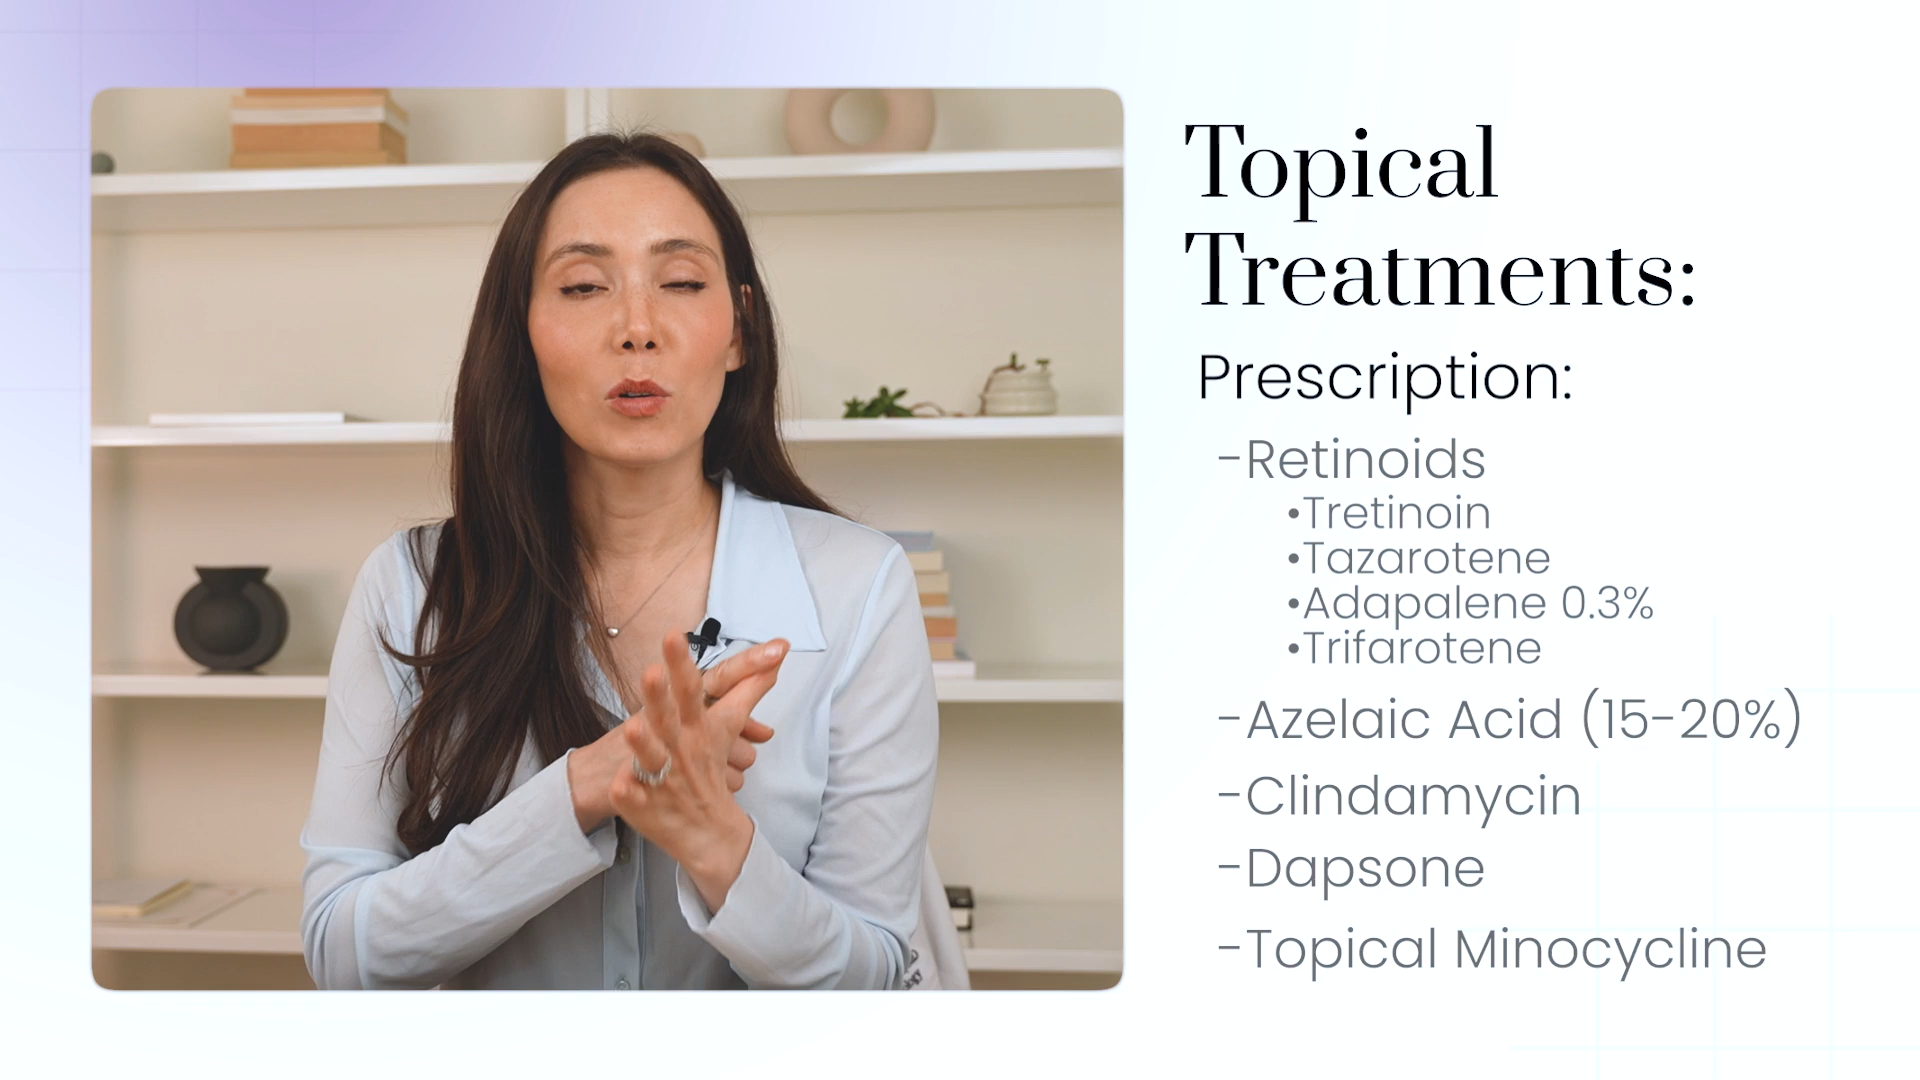 Topical
Treatments:
Prescription:
-Retinoids
•Tretinoin
•Tazarotene
•Adapalene 0.3%
•Trifarotene
-Azelaic Acid (15-20%)
-Clindamycin
-Dapsone
-Topical Minocycline